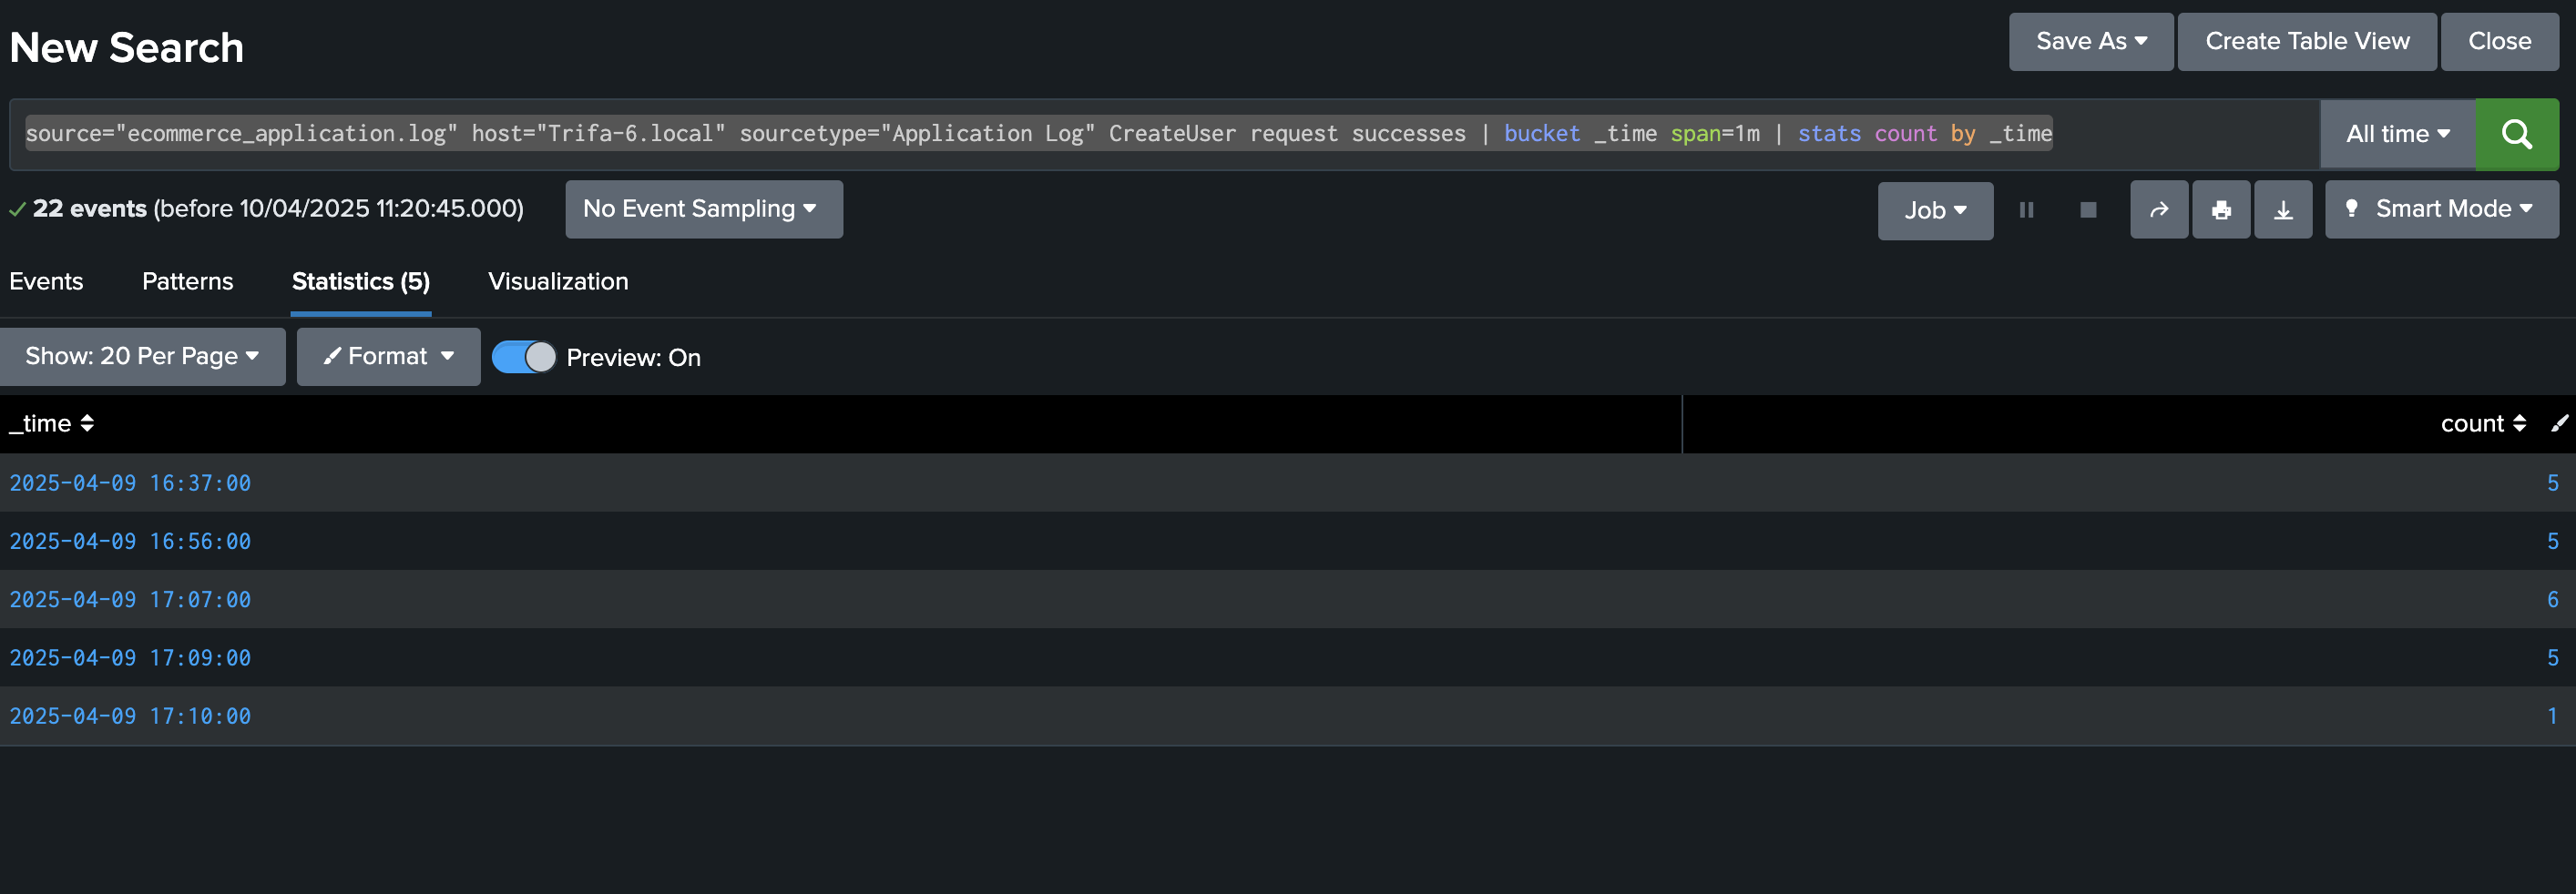 New Search
Save As
Create Table View
Close
source="ecommerce_application.log" host="Trifa-6.local" sourcetype="Application Log" CreateUser request successes | bucket _time span=1m | stats count by _time
All time
22 events (before 10/04/2025 11:20:45.000)
No Event Sampling
Job
Smart Mode
Events
Patterns
Statistics (5)
Visualization
Show: 20 Per Page
Format
Preview: On
_time
count
2025-04-09 16:37:00 5
2025-04-09 16:56:00 5
2025-04-09 17:07:00 6
2025-04-09 17:09:00 5
2025-04-09 17:10:00 1